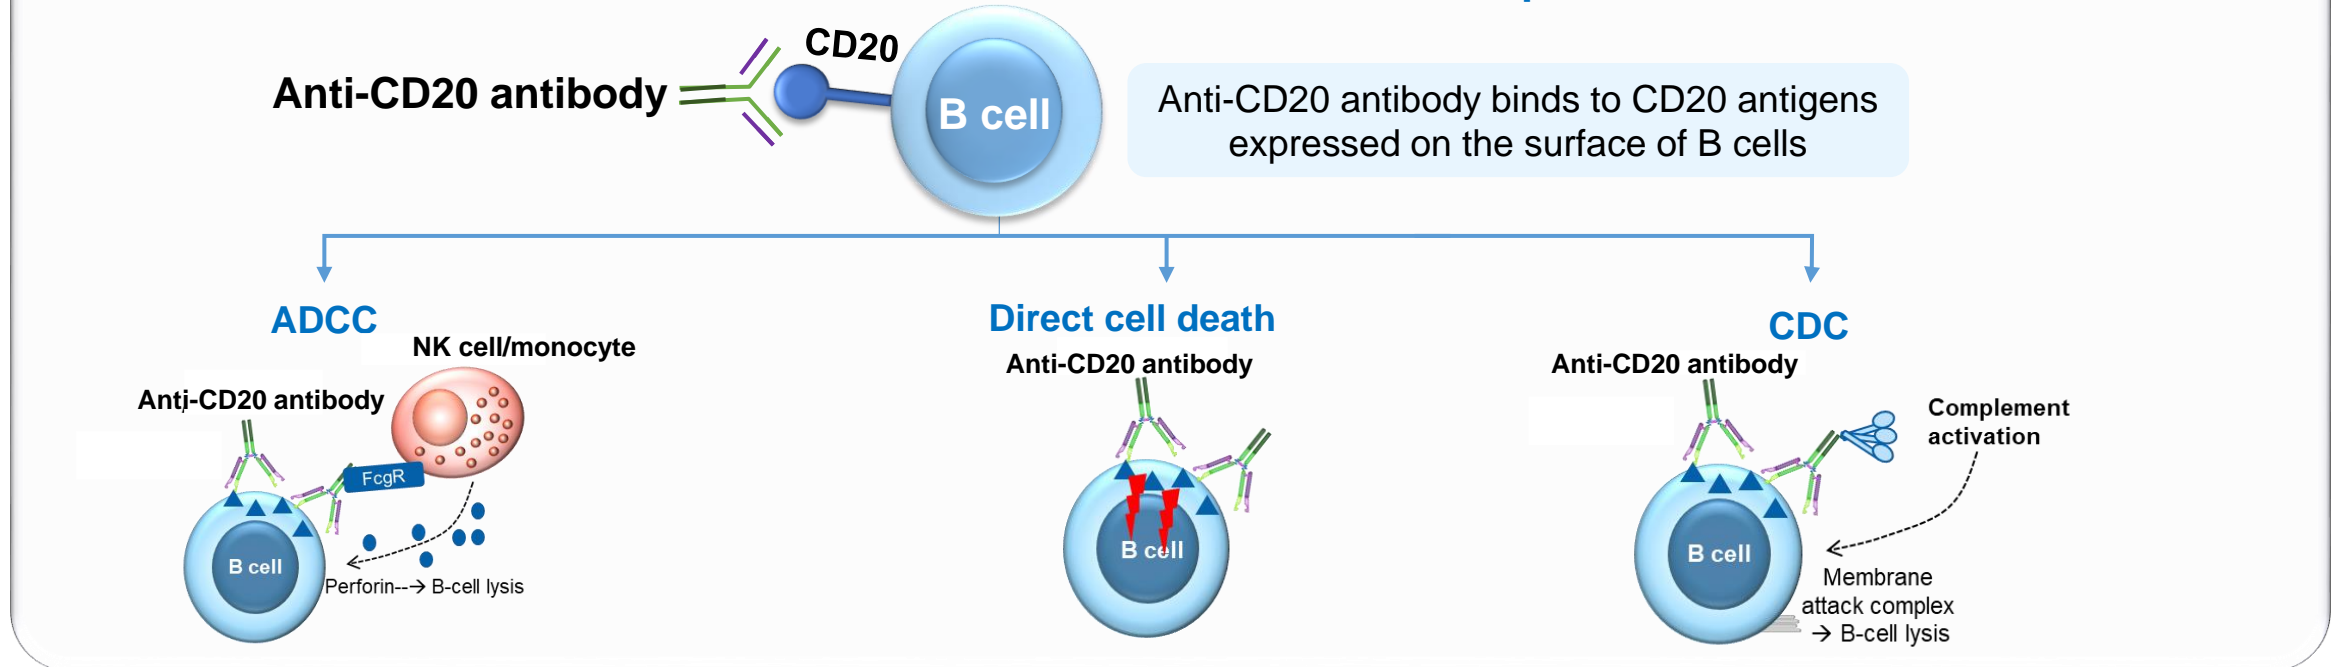 CD20
Anti-CD20 antibody
B cell
Anti-CD20 antibody binds to CD20 antigens
expressed on the surface of B cells
ADCC
NK cell/monocyte
Anti-CD20 antibody
FcgR
B cell
Perforin--→ B-cell lysis
Direct cell death
Anti-CD20 antibody
B cell
CDC
Anti-CD20 antibody
Complement
activation
B cell
Membrane
attack complex
→ B-cell lysis